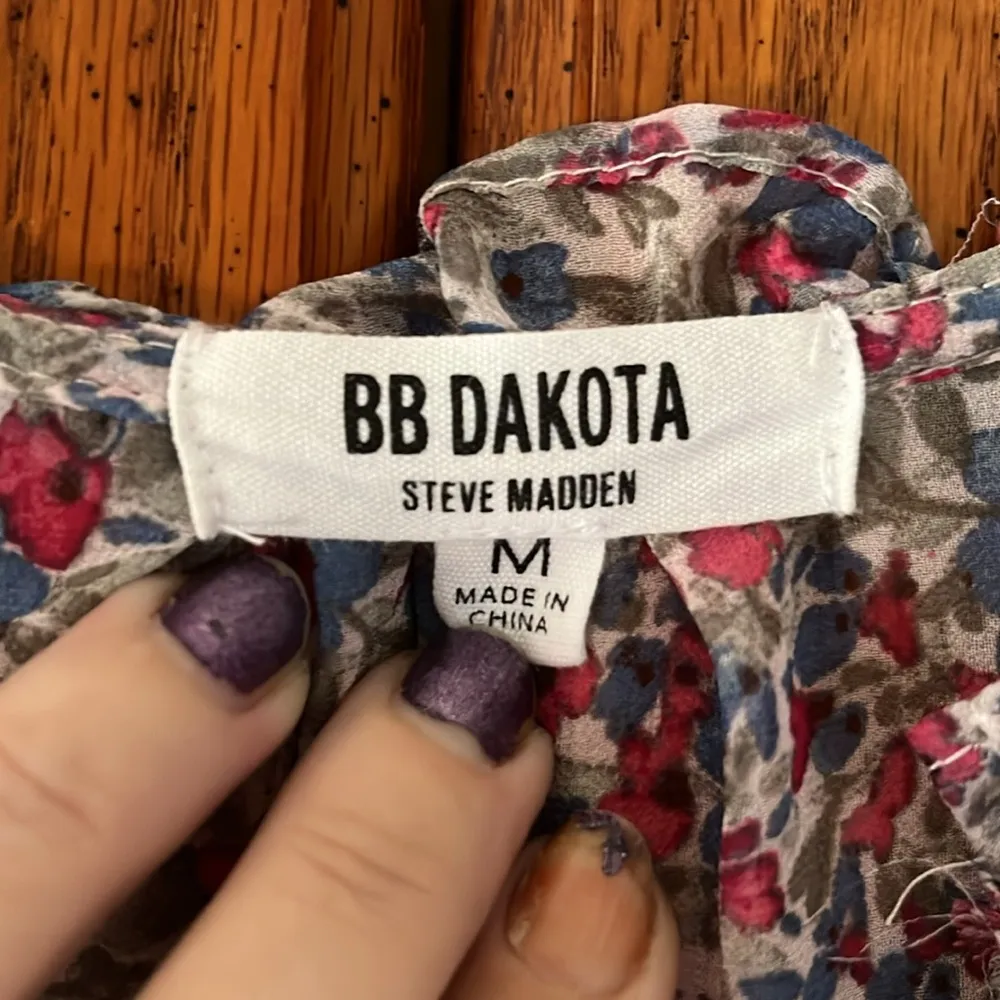 BB DAKOTA
STEVE MADDEN
M
MADE IN
CHINA